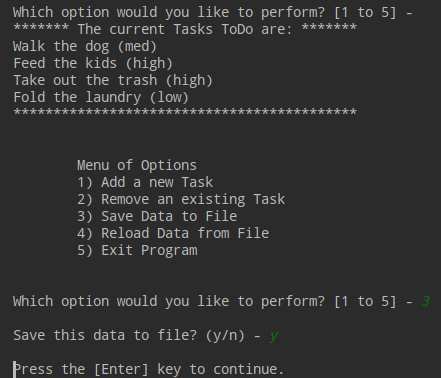 Which option would you like to perform? [1 to 5] -
******* The current Tasks ToDo are: *******
Walk the dog (med)
Feed the kids (high)
Take out the trash (high)
Fold the laundry (low)
*******************************************
Menu of Options
1) Add a new Task
2) Remove an existing Task
3) Save Data to File
4) Reload Data from File
5) Exit Program
Which option would you like to perform? [1 to 5] - 3
Save this data to file? (y/n) - y
Press the [Enter] key to continue.